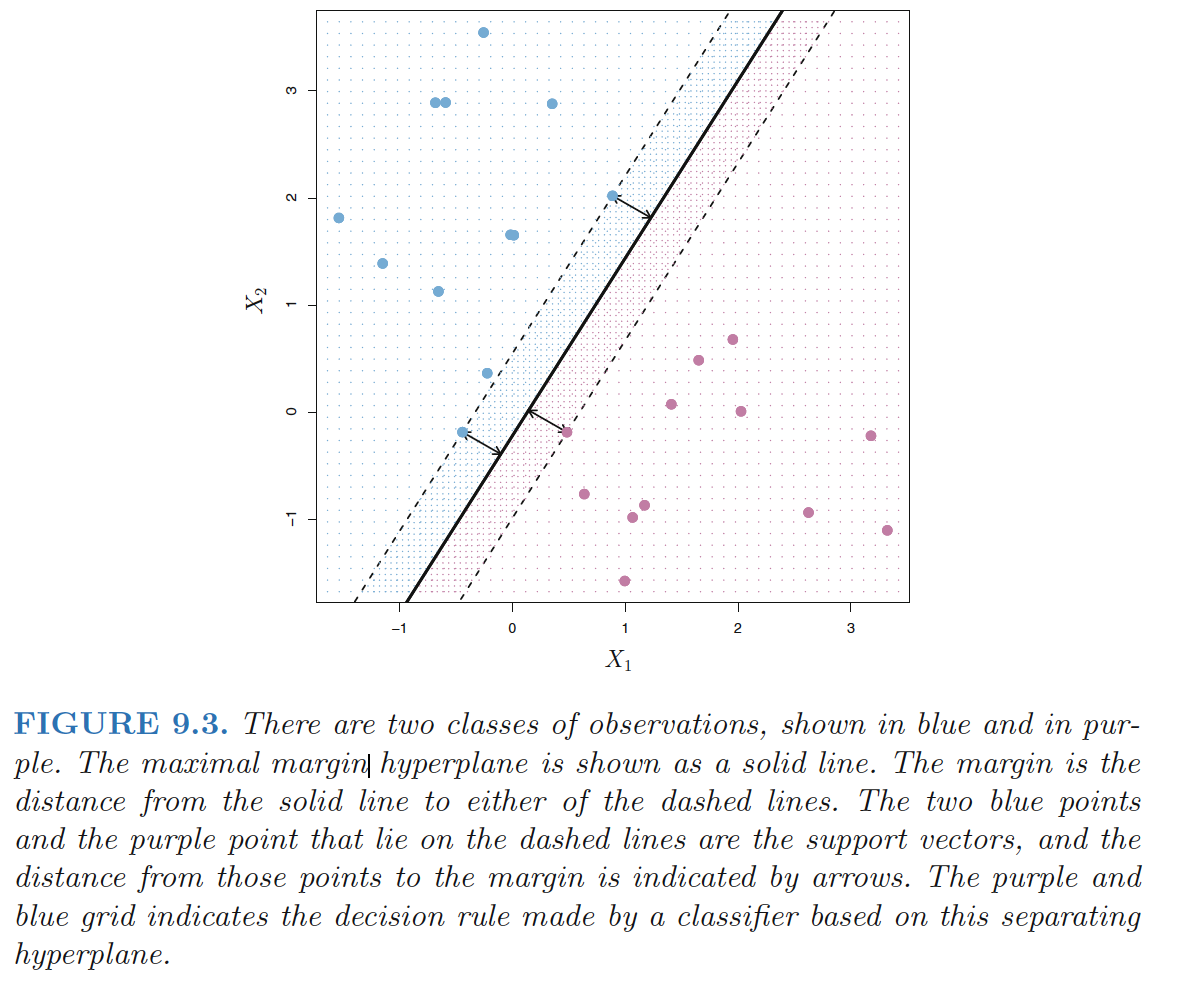 3
2
1
0
−1
X2
−1
0
1
2
3
X1
FIGURE 9.3. There are two classes of observations, shown in blue and in pur-
ple. The maximal margin hyperplane is shown as a solid line. The margin is the
distance from the solid line to either of the dashed lines. The two blue points
and the purple point that lie on the dashed lines are the support vectors, and the
distance from those points to the margin is indicated by arrows. The purple and
blue grid indicates the decision rule made by a classifier based on this separating
hyperplane.